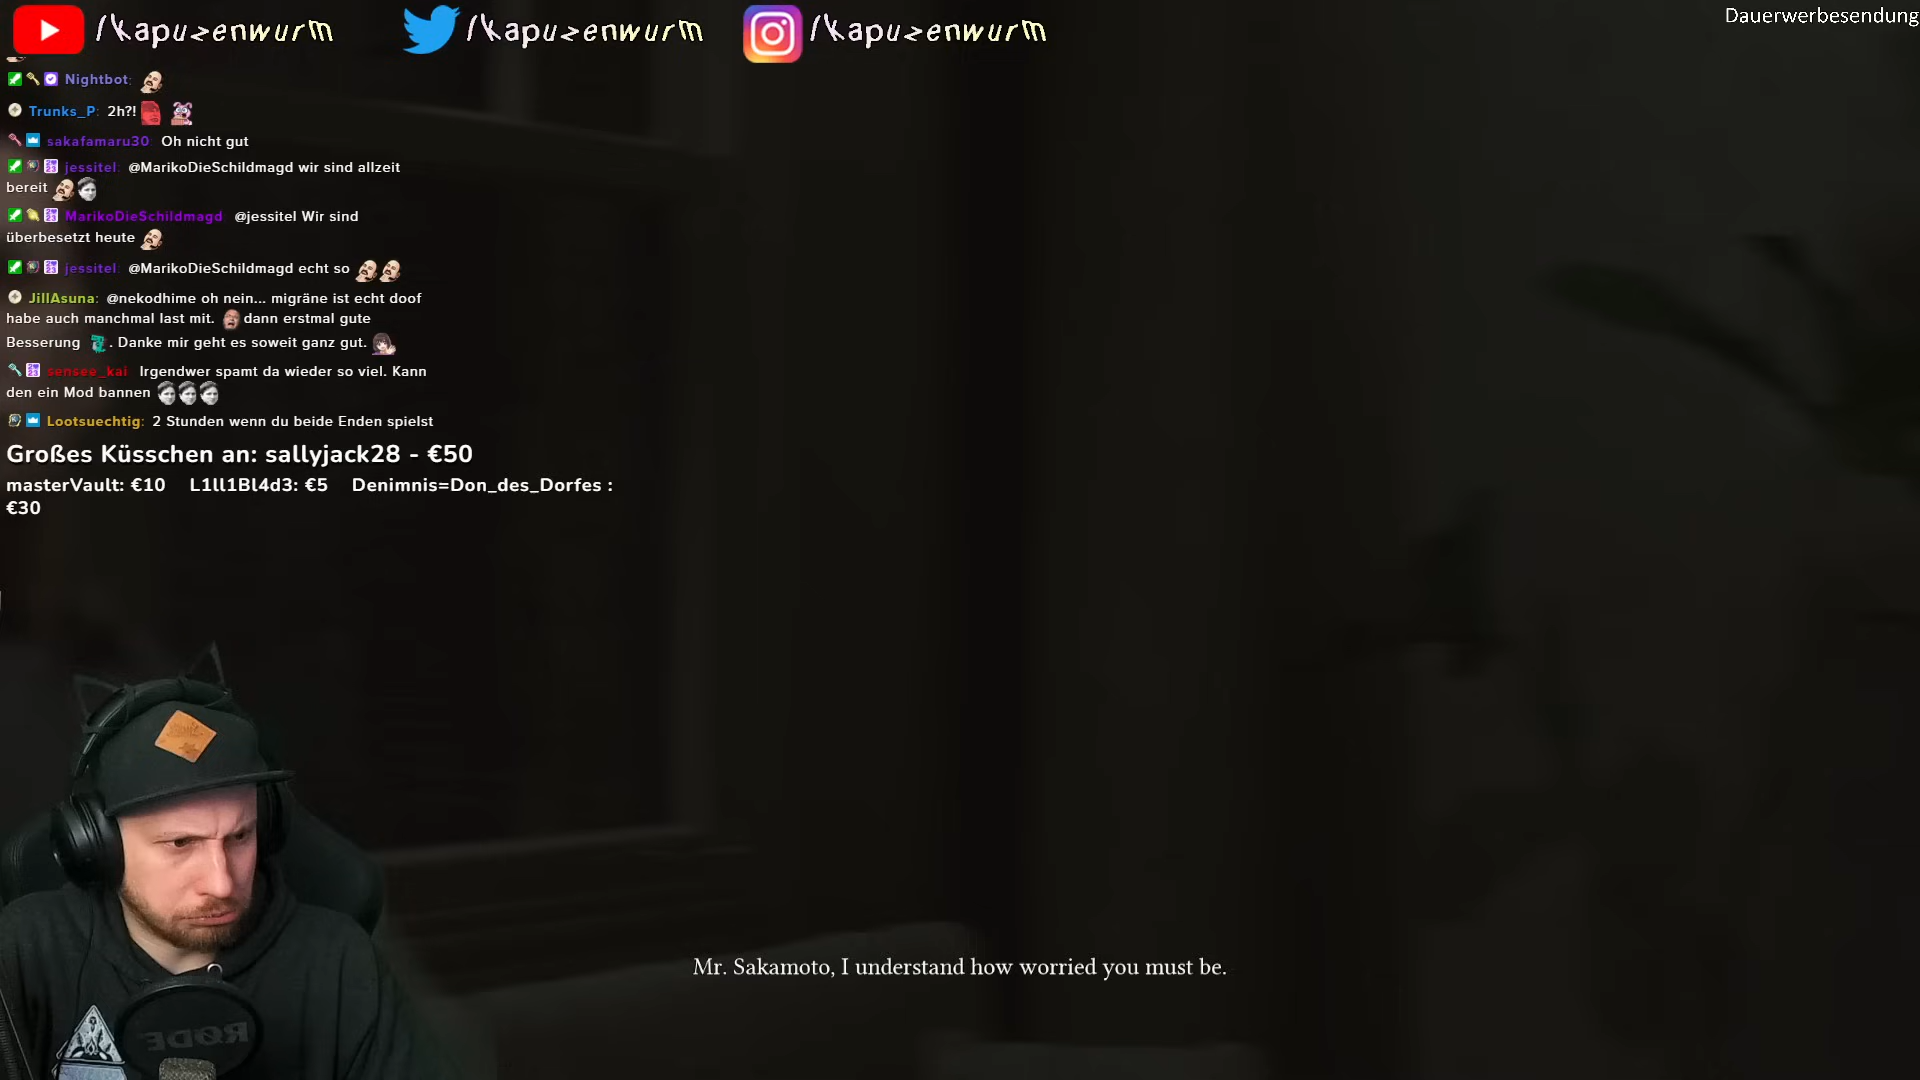 /kapuzenwurm /kapuzenwurm /kapuzenwurm
Dauerwerbesendung
Nightbot:
Trunks_P: 2h?!
sakafamaru30: Oh nicht gut
jessitel: @MarikoDieSchildmagd wir sind allzeit
bereit
MarikoDieSchildmagd @jessitel Wir sind
überbesetzt heute
jessitel: @MarikoDieSchildmagd echt so
JillAsuna: @nekodhime oh nein... migräne ist echt doof
habe auch manchmal last mit. dann erstmal gute
Besserung . Danke mir geht es soweit ganz gut.
sensee_kai Irgendwer spamt da wieder so viel. Kann
den ein Mod bannen
Lootsuechtig: 2 Stunden wenn du beide Enden spielst
Großes Küsschen an: sallyjack28 - €50
masterVault: €10 L1ll1Bl4d3: €5 Denimnis=Don_des_Dorfes :
€30
RØDE
Mr. Sakamoto, I understand how worried you must be.